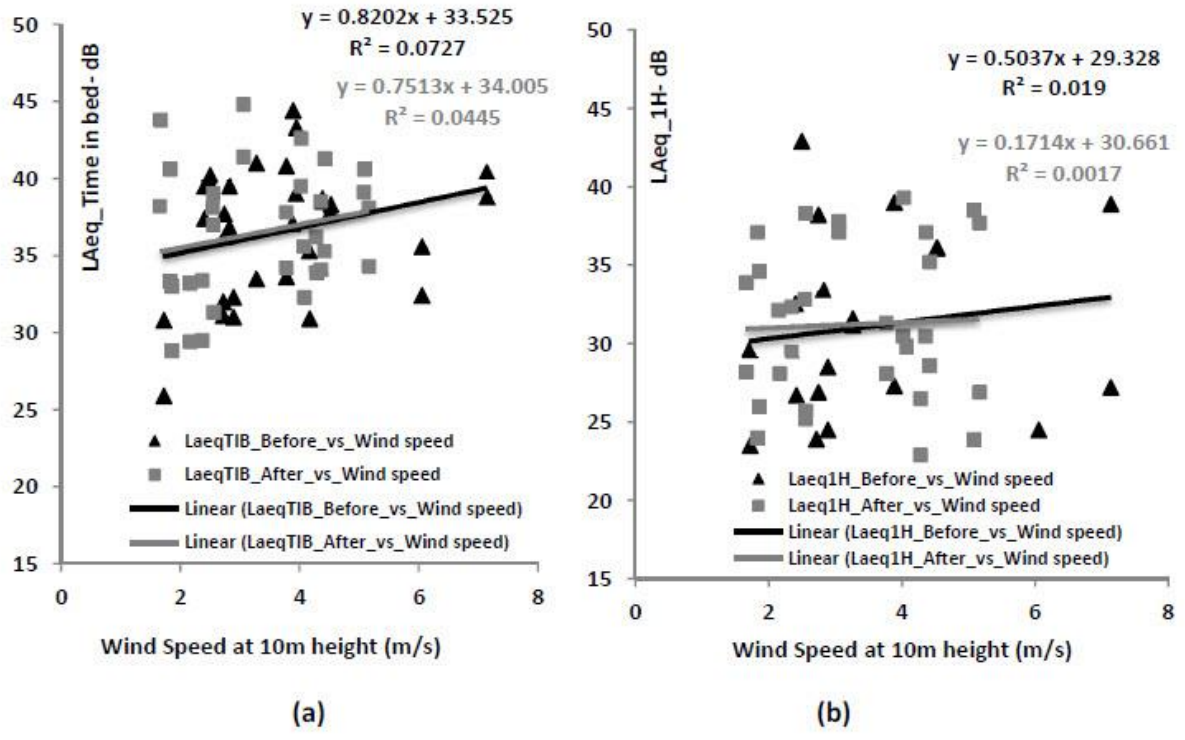 LAeq_Time in bed- dB
50
45
40
35
30
25
20
15
y = 0.8202x + 33.525
R² = 0.0727
y = 0.7513x + 34.005
R² = 0.0445
LaeqTIB_Before_vs_Wind speed
LaeqTIB_After_vs_Wind speed
Linear (LaeqTIB_Before_vs_Wind speed)
Linear (LaeqTIB_After_vs_Wind speed)
0 2 4 6 8
Wind Speed at 10m height (m/s)
(a)
LAeq_1H- dB
50
45
40
35
30
25
20
15
y = 0.5037x + 29.328
R² = 0.019
y = 0.1714x + 30.661
R² = 0.0017
Laeq1H_Before_vs_Wind speed
Laeq1H_After_vs_Wind speed
Linear (Laeq1H_Before_vs_Wind speed)
Linear (Laeq1H_After_vs_Wind speed)
0 2 4 6 8
Wind Speed at 10m height (m/s)
(b)